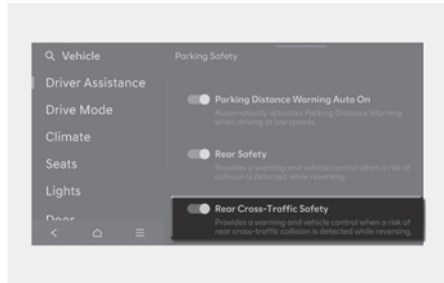 Vehicle
Parking Safety
Driver Assistance
Drive Mode
Climate
Seats
Lights
Door
Parking Distance Warning Auto On
Automatically activates Parking Distance Warning
when driving at low speeds.
Rear Safety
Provides a warning and vehicle control when a risk of
collision is detected while reversing.
Rear Cross-Traffic Safety
Provides a warning and vehicle control when a risk of
rear cross-traffic collision is detected while reversing.